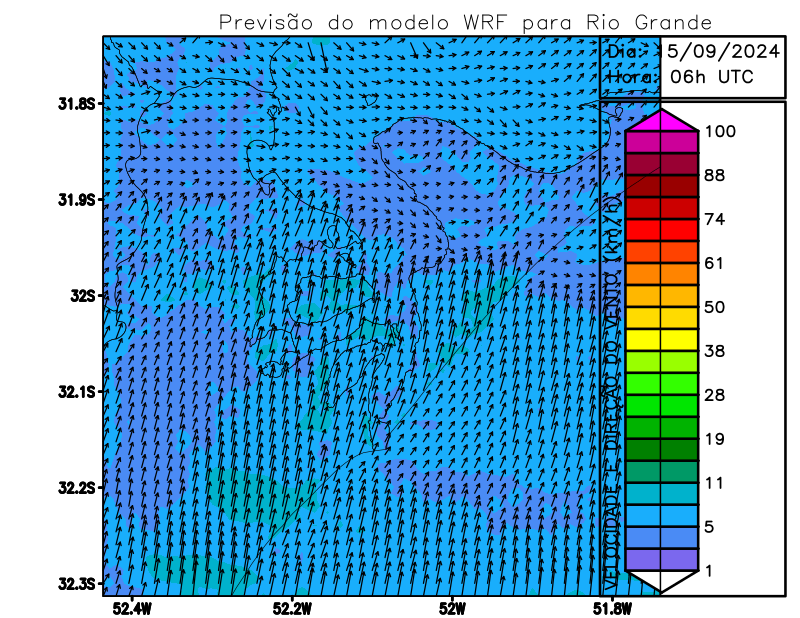 Previsão do modelo WRF para Rio Grande
Dia: 5/09/2024
Hora: 06h UTC
31.8S
31.9S
32S
32.1S
32.2S
32.3S
52.4W
52.2W
52W
51.8W
VELOCIDADE E DIREÇÃO DO VENTO (km/h)
100
88
74
61
50
38
28
19
11
5
1